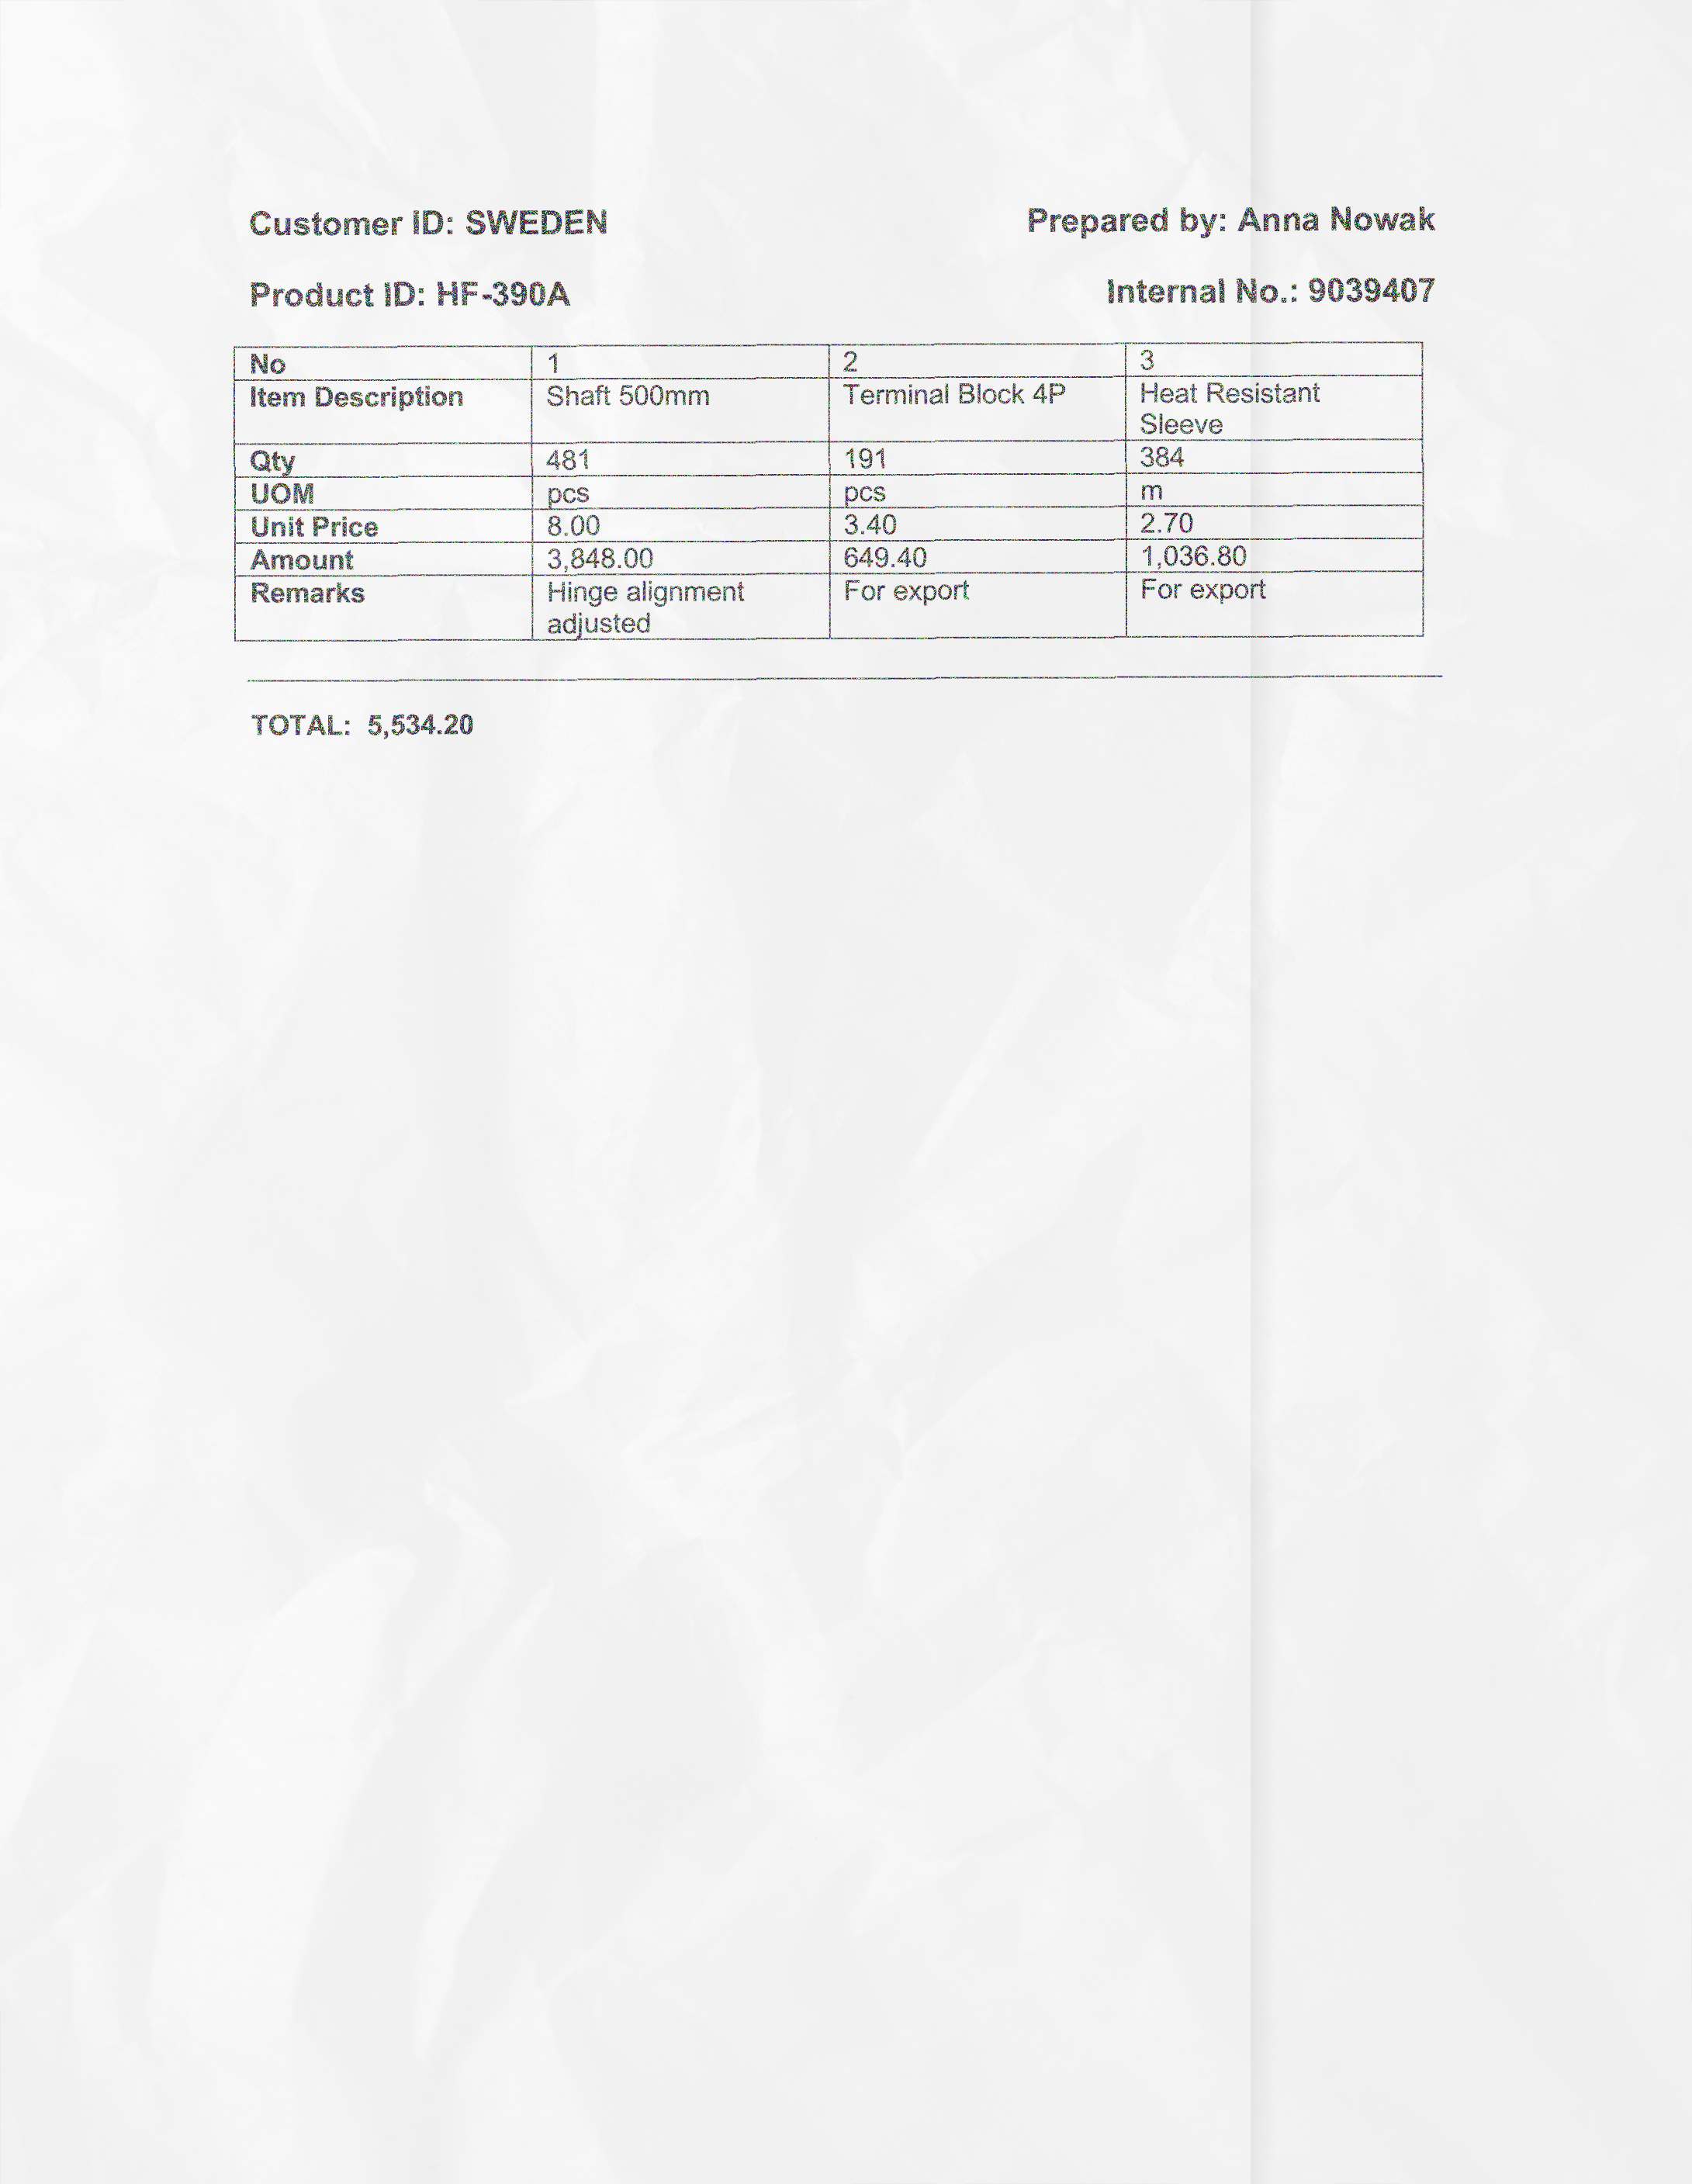 Customer ID: SWEDEN Prepared by: Anna Nowak
Product ID: HF-390A Internal No.: 9039407
No 1 2 3
Item Description Shaft 500mm Terminal Block 4P Heat Resistant
Sleeve
Qty 481 191 384
UOM pcs pcs m
Unit Price 8.00 3.40 2.70
Amount 3,848.00 649.40 1,036.80
Remarks Hinge alignment For export For export
adjusted
TOTAL: 5,534.20